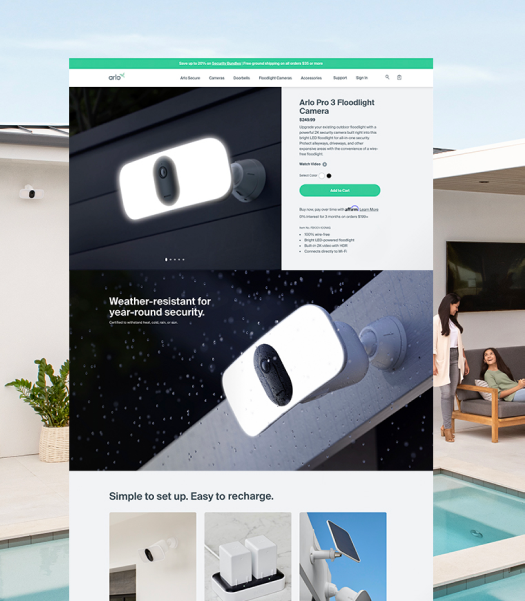 Save up to 25% on Security Bundles | Free ground shipping on all orders $35 or more
arlo
Arlo Secure Cameras Doorbells Floodlight Cameras Accessories Support Sign In
Arlo Pro 3 Floodlight
Camera
$249.99
Upgrade your existing outdoor floodlight with a
powerful 2K security camera built right into this
bright LED floodlight for all-in-one security.
Protect alleyways, driveways, and other
expansive areas with the convenience of a wire-
free floodlight.
Watch Video
Select Color:
Add to Cart
Buy now, pay over time with affirm Learn More
0% interest for 3 months on orders $198+
• 100% wire-free
• Bright LED-powered floodlight
• Built in 2K video with HDR
• Connects directly to Wi-Fi
Weather-resistant for
year-round security.
Certified to withstand heat, cold, rain, or sun.
Simple to set up. Easy to recharge.